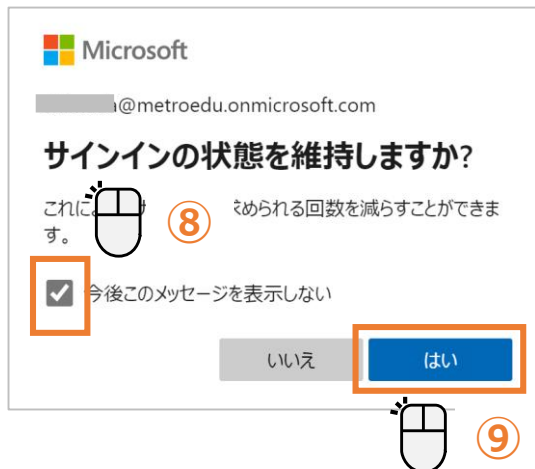 Microsoft
a@metroedu.onmicrosoft.com
サインインの状態を維持しますか?
これに ⑧ められる回数を減らすことができま
す。
今後このメッセージを表示しない
いいえ はい
⑨